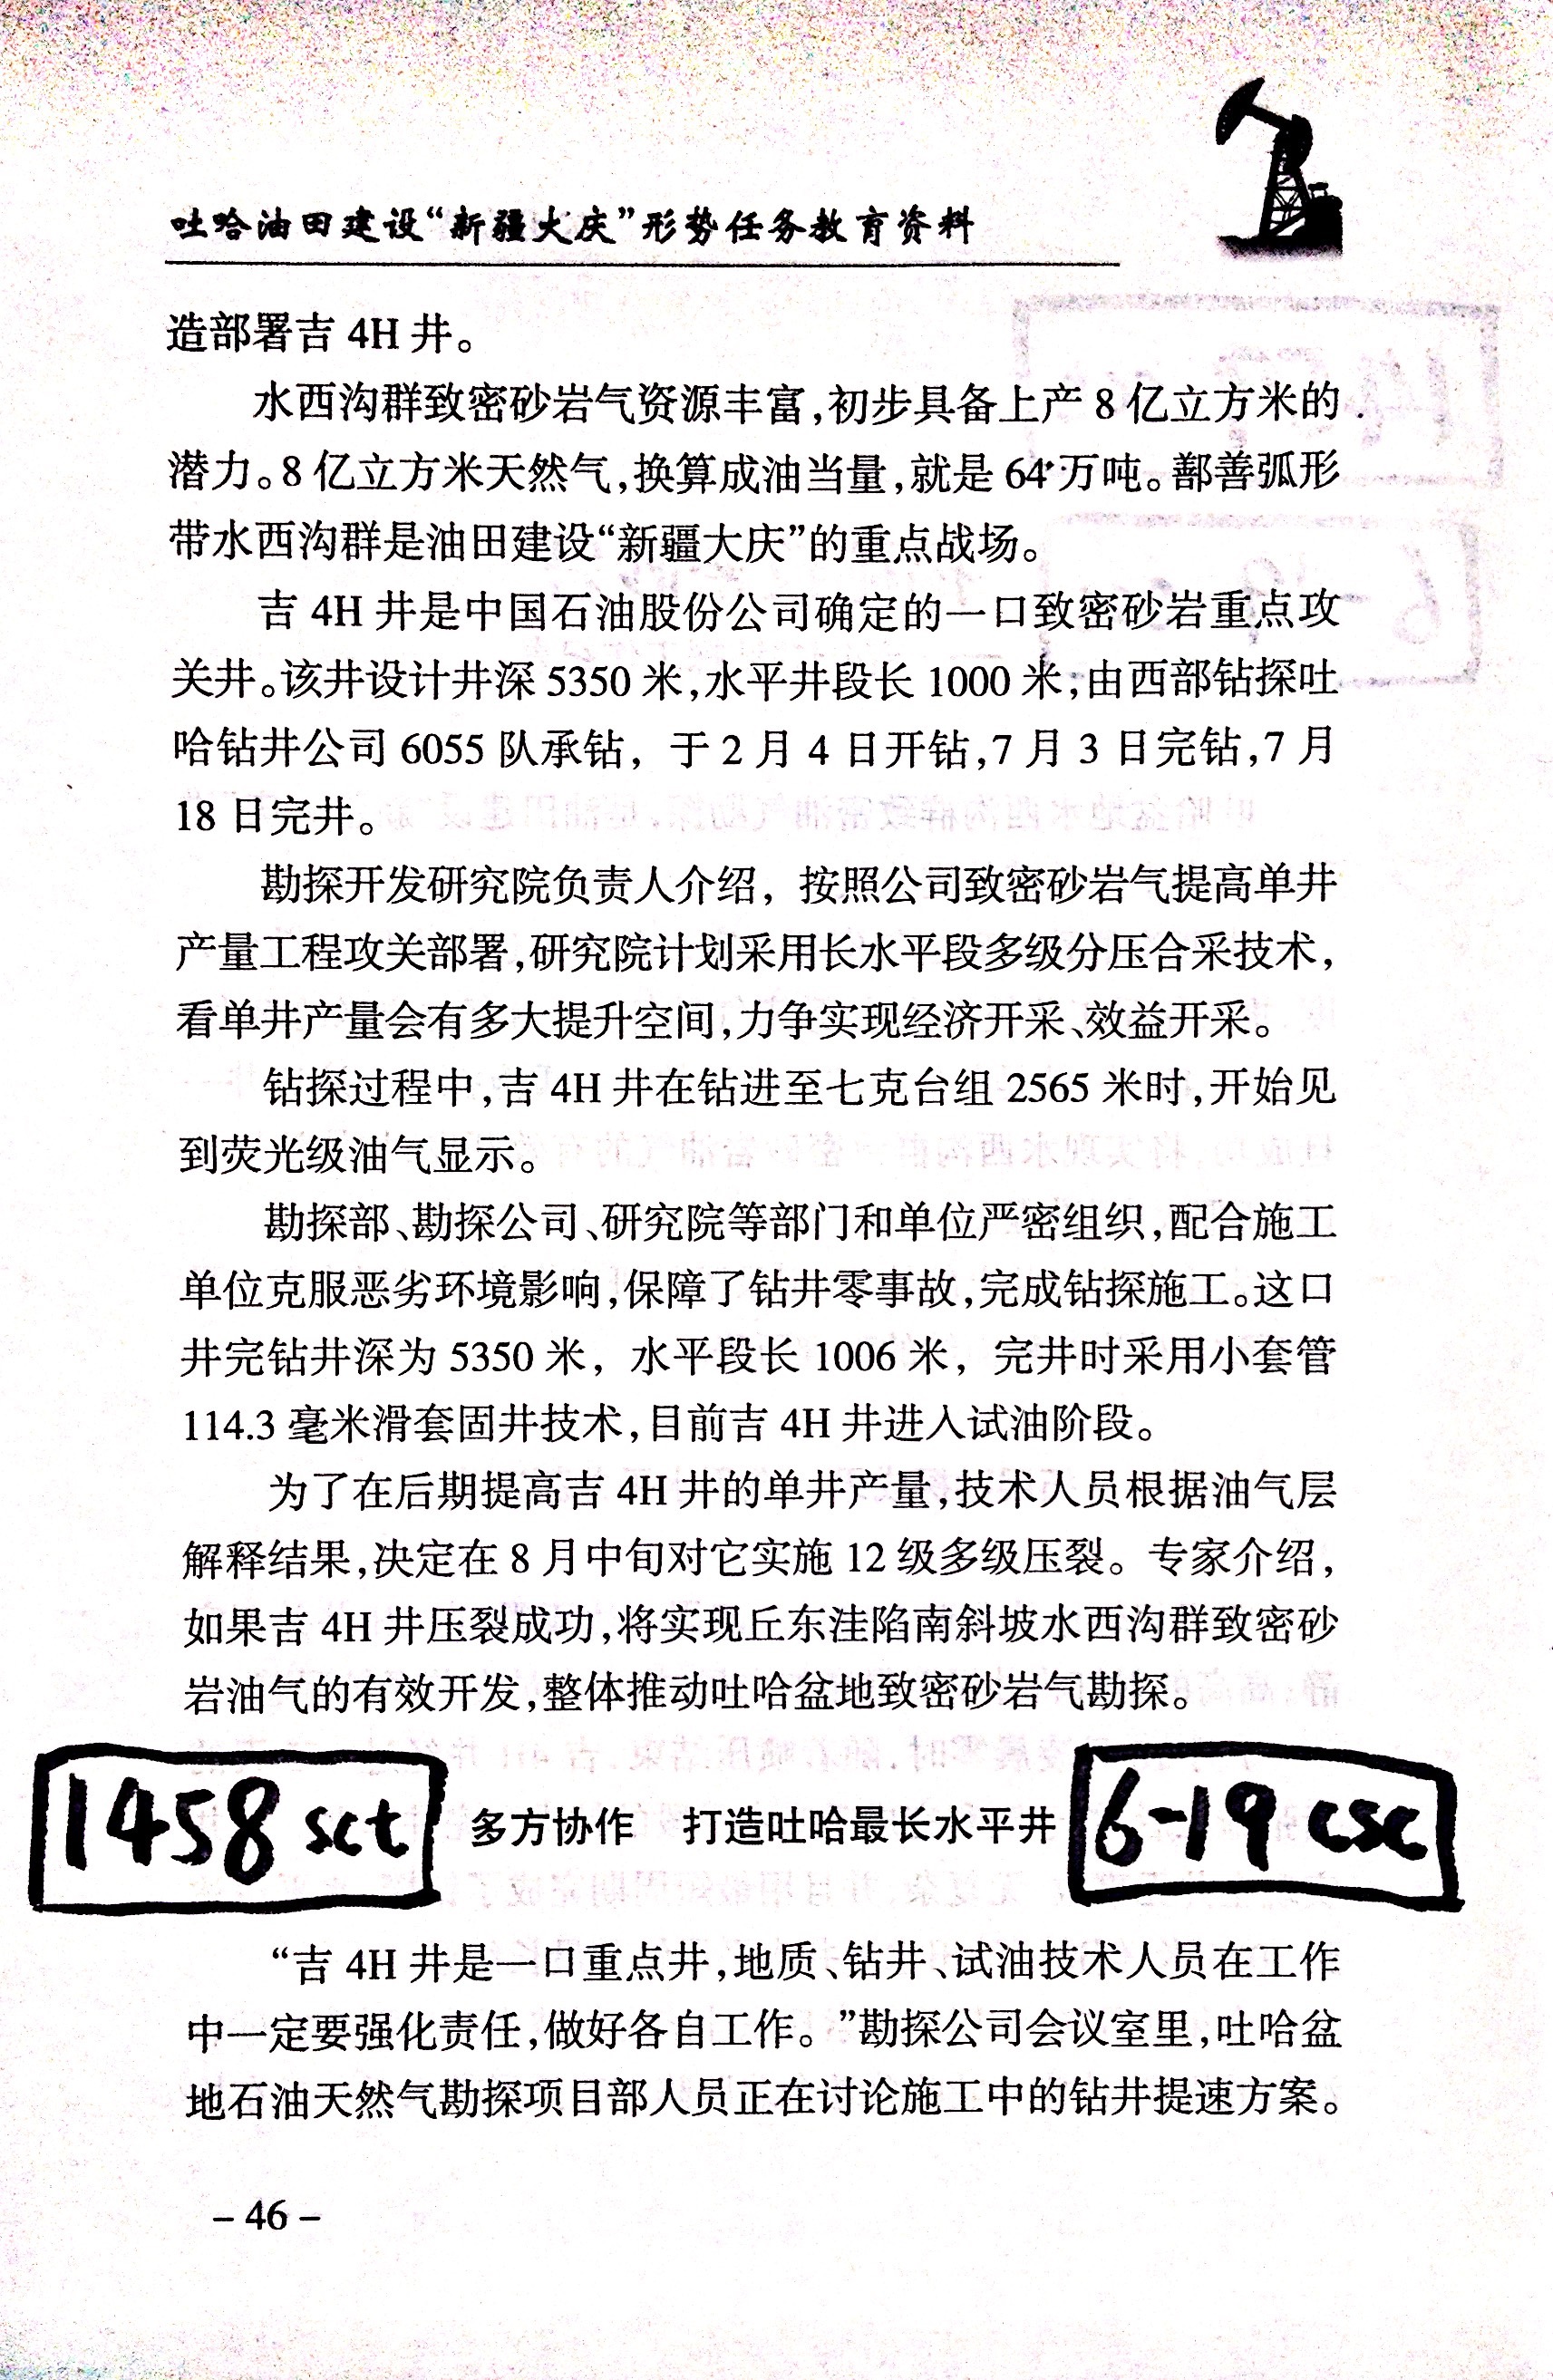 吐哈油田建设“新疆大庆”形势任务教育资料
造部署吉 4H 井。
水西沟群致密砂岩气资源丰富,初步具备上产 8 亿立方米的
潜力。8 亿立方米天然气,换算成油当量,就是 64 万吨。鄯善弧形
带水西沟群是油田建设“新疆大庆”的重点战场。
吉 4H 井是中国石油股份公司确定的一口致密砂岩重点攻
关井。该井设计井深 5350 米,水平井段长 1000 米;由西部钻探吐
哈钻井公司 6055 队承钻, 于 2 月 4 日开钻,7 月 3 日完钻,7 月
18 日完井。
勘探开发研究院负责人介绍, 按照公司致密砂岩气提高单井
产量工程攻关部署,研究院计划采用长水平段多级分压合采技术,
看单井产量会有多大提升空间,力争实现经济开采、效益开采。
钻探过程中,吉 4H 井在钻进至七克台组 2565 米时,开始见
到荧光级油气显示。
勘探部、勘探公司、研究院等部门和单位严密组织,配合施工
单位克服恶劣环境影响,保障了钻井零事故,完成钻探施工。这口
井完钻井深为 5350 米, 水平段长 1006 米, 完井时采用小套管
114.3 毫米滑套固井技术,目前吉 4H 井进入试油阶段。
为了在后期提高吉 4H 井的单井产量,技术人员根据油气层
解释结果,决定在 8 月中旬对它实施 12 级多级压裂。 专家介绍,
如果吉 4H 井压裂成功,将实现丘东洼陷南斜坡水西沟群致密砂
岩油气的有效开发,整体推动吐哈盆地致密砂岩气勘探。
1458 sct 多方协作 打造吐哈最长水平井 6-19 csc
“吉 4H 井是一口重点井,地质、钻井、试油技术人员在工作
中一定要强化责任,做好各自工作。”勘探公司会议室里,吐哈盆
地石油天然气勘探项目部人员正在讨论施工中的钻井提速方案。
– 46 –